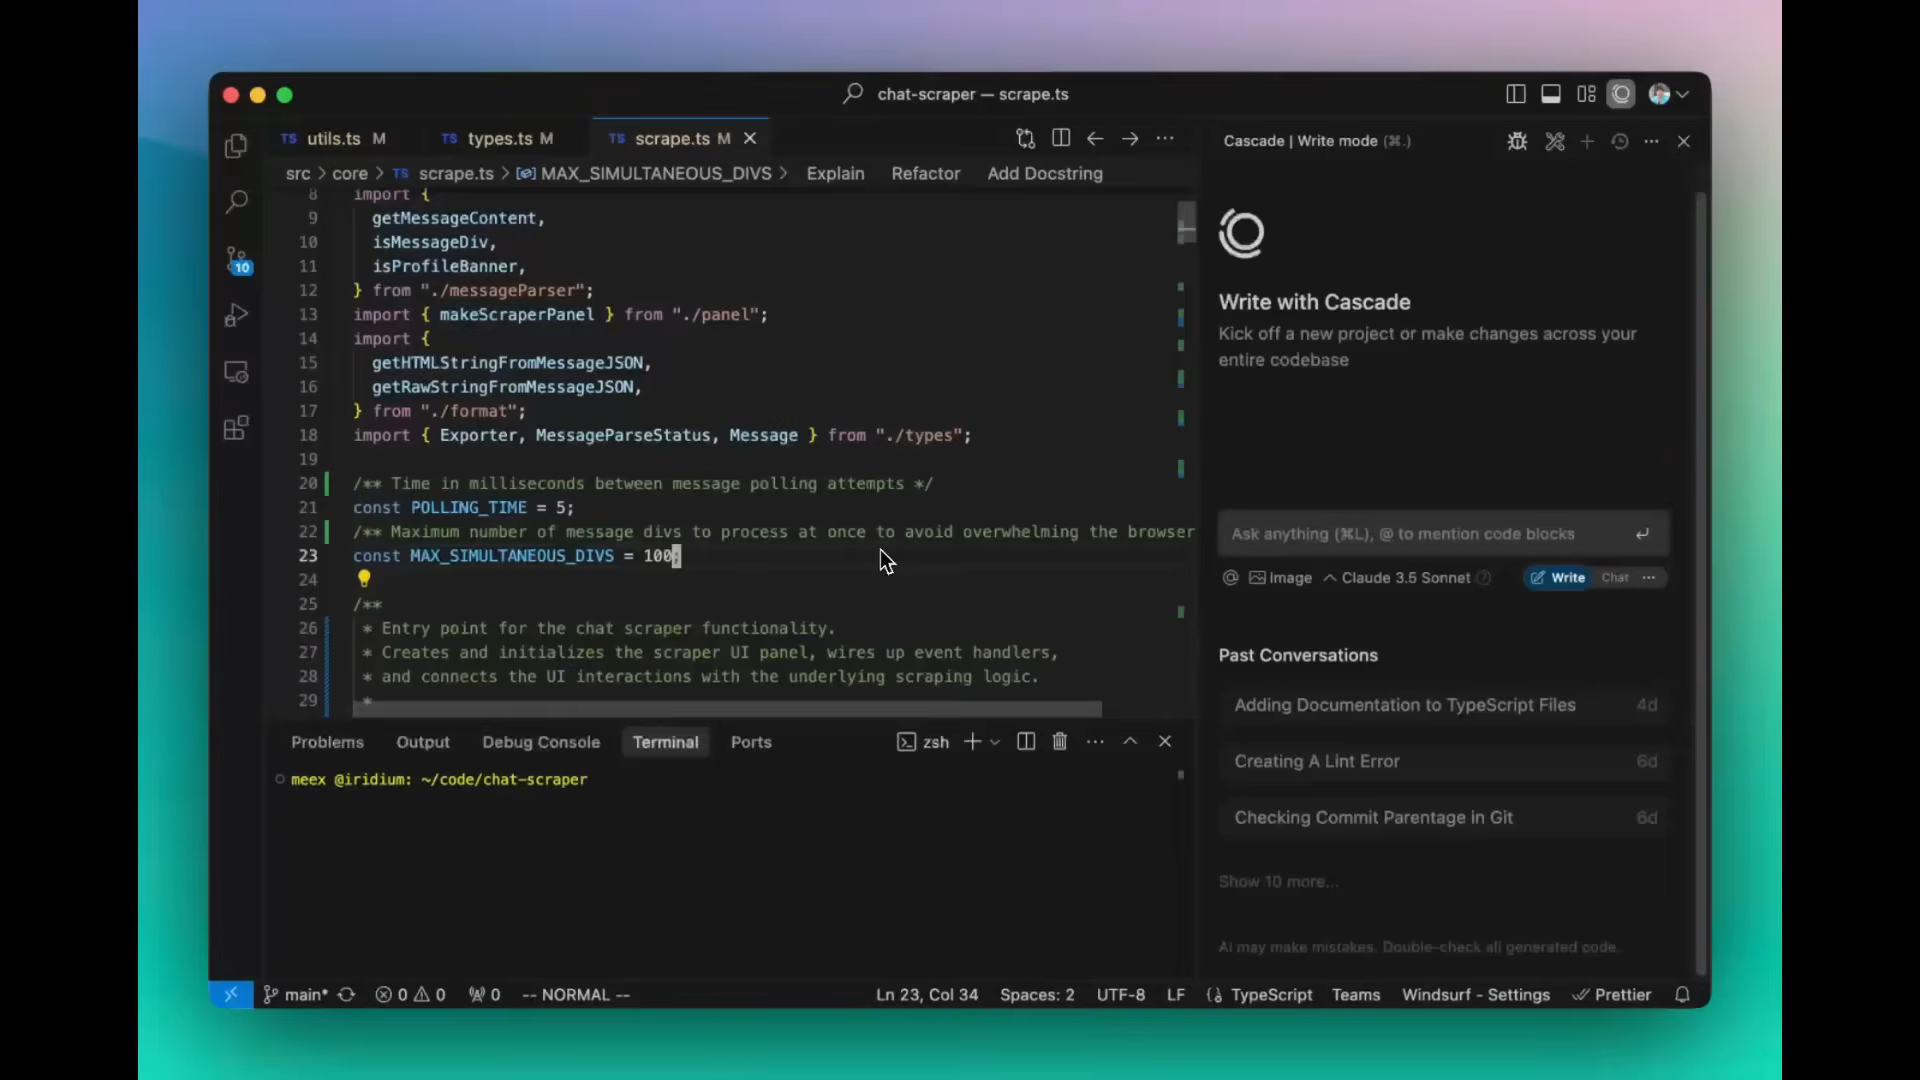 chat-scraper — scrape.ts
TS utils.ts M
TS types.ts M
TS scrape.ts M
src > core > TS scrape.ts > MAX_SIMULTANEOUS_DIVS > Explain Refactor Add Docstring
8 import {
9 getMessageContent,
10 isMessageDiv,
11 isProfileBanner,
12 } from "./messageParser";
13 import { makeScraperPanel } from "./panel";
14 import {
15 getHTMLStringFromMessageJSON,
16 getRawStringFromMessageJSON,
17 } from "./format";
18 import { Exporter, MessageParseStatus, Message } from "./types";
19
20 /** Time in milliseconds between message polling attempts */
21 const POLLING_TIME = 5;
22 /** Maximum number of message divs to process at once to avoid overwhelming the browser
23 const MAX_SIMULTANEOUS_DIVS = 100;
24
25 /**
26 * Entry point for the chat scraper functionality.
27 * Creates and initializes the scraper UI panel, wires up event handlers,
28 * and connects the UI interactions with the underlying scraping logic.
29 *
10
Problems Output Debug Console Terminal Ports
zsh
meex @iridium: ~/code/chat-scraper
Cascade | Write mode (⌘.)
Write with Cascade
Kick off a new project or make changes across your
entire codebase
Ask anything (⌘L), @ to mention code blocks
@ Image Claude 3.5 Sonnet Write Chat
Past Conversations
Adding Documentation to TypeScript Files 4d
Creating A Lint Error 6d
Checking Commit Parentage in Git 6d
Show 10 more...
AI may make mistakes. Double-check all generated code.
main* 0 0 0 -- NORMAL -- Ln 23, Col 34 Spaces: 2 UTF-8 LF TypeScript Teams Windsurf - Settings Prettier